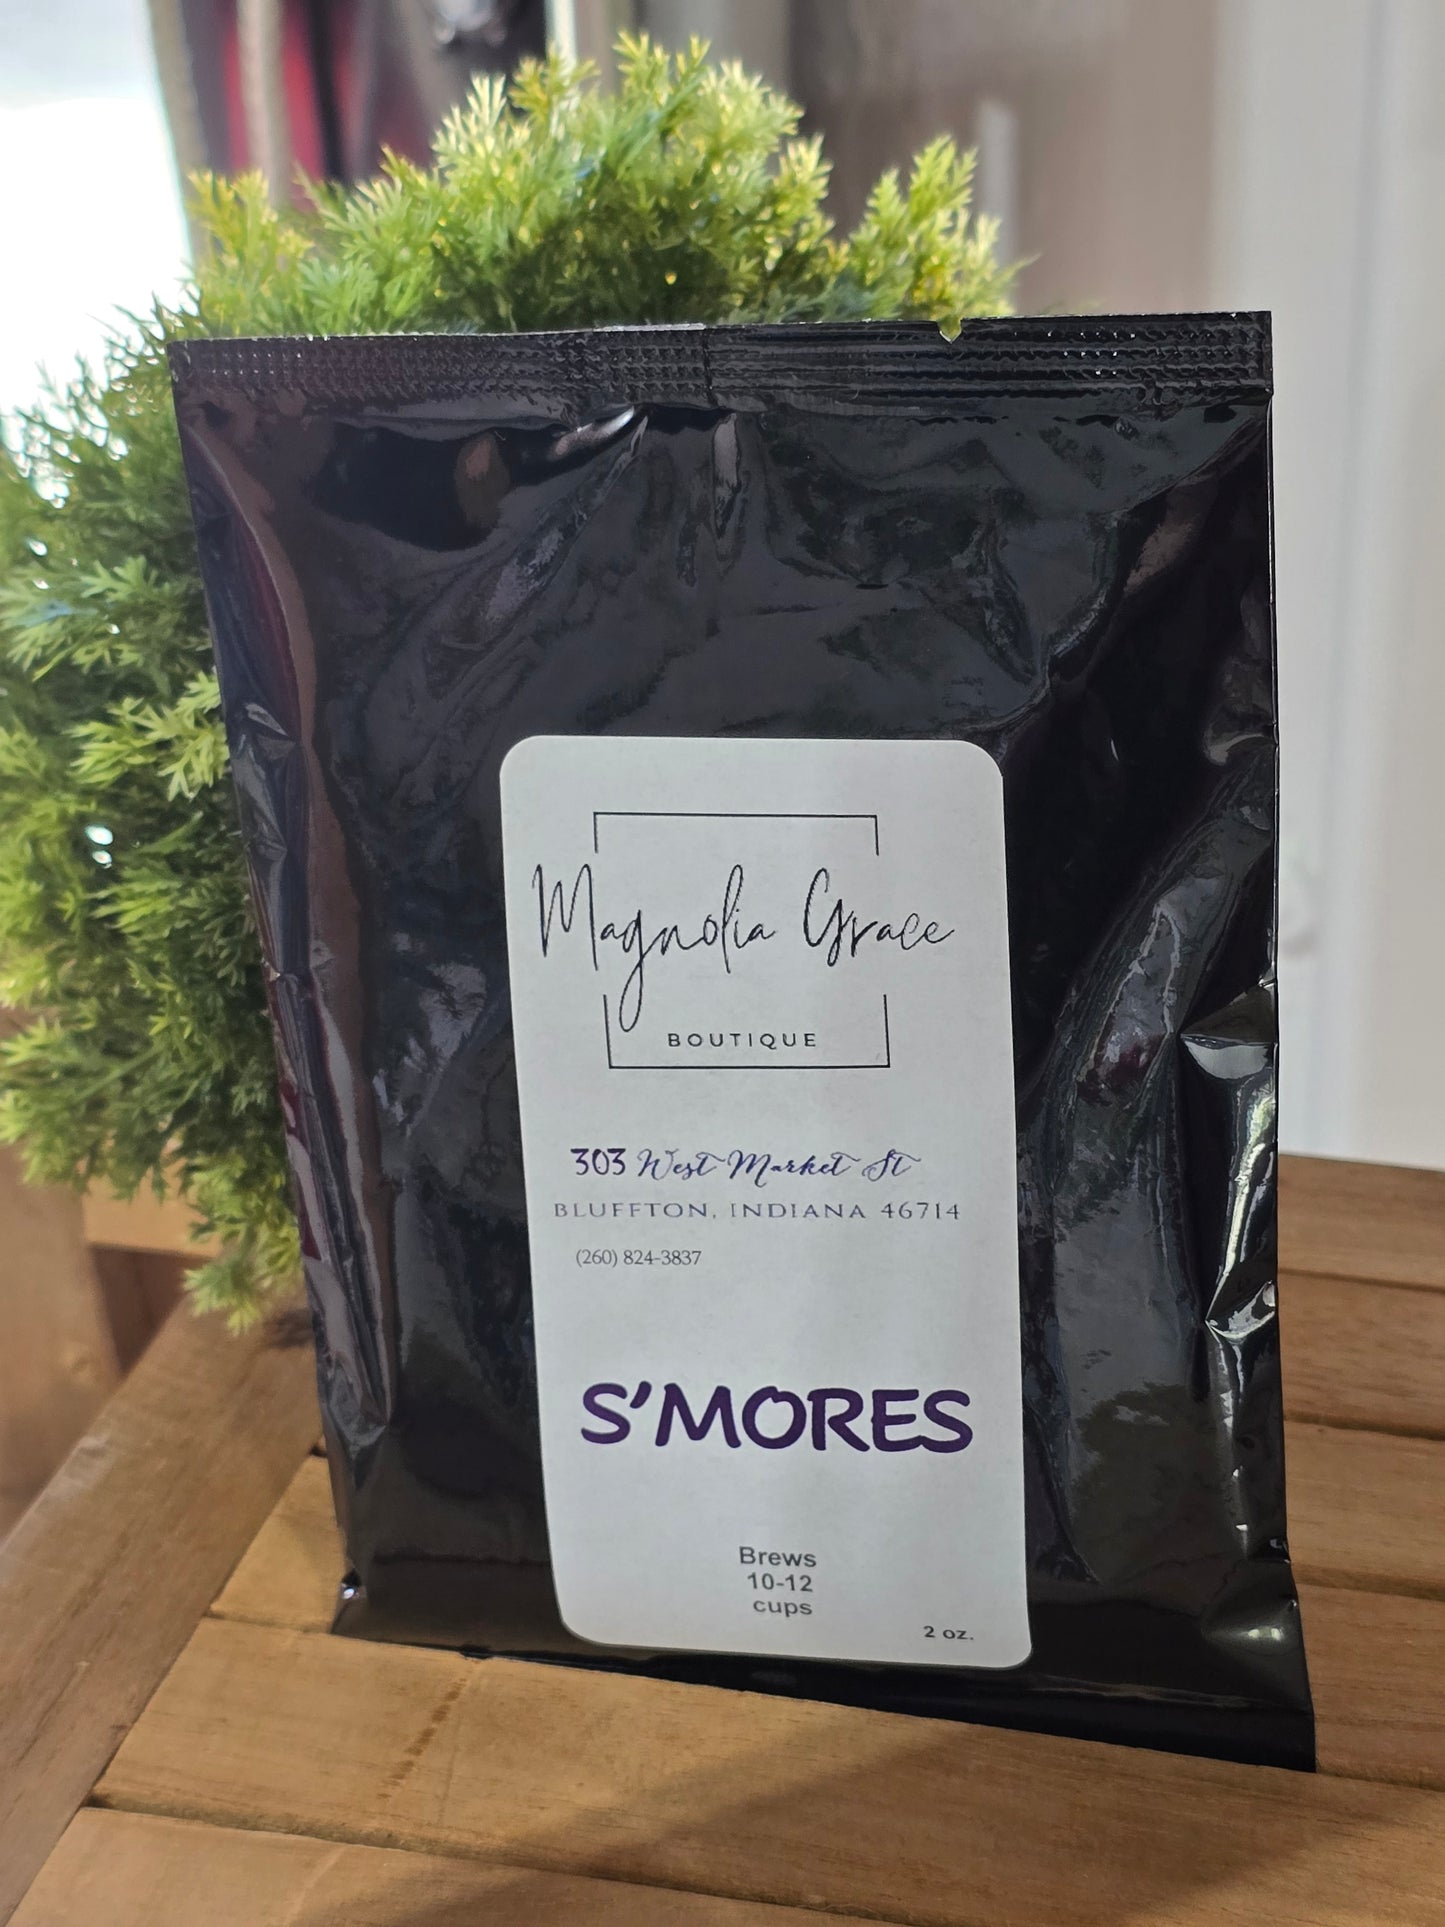 Magnolia Grace
BOUTIQUE
303 West Market St
BLUFFTON, INDIANA 46714
(260) 824-3837
S'MORES
Brews
10-12
cups
2 oz.